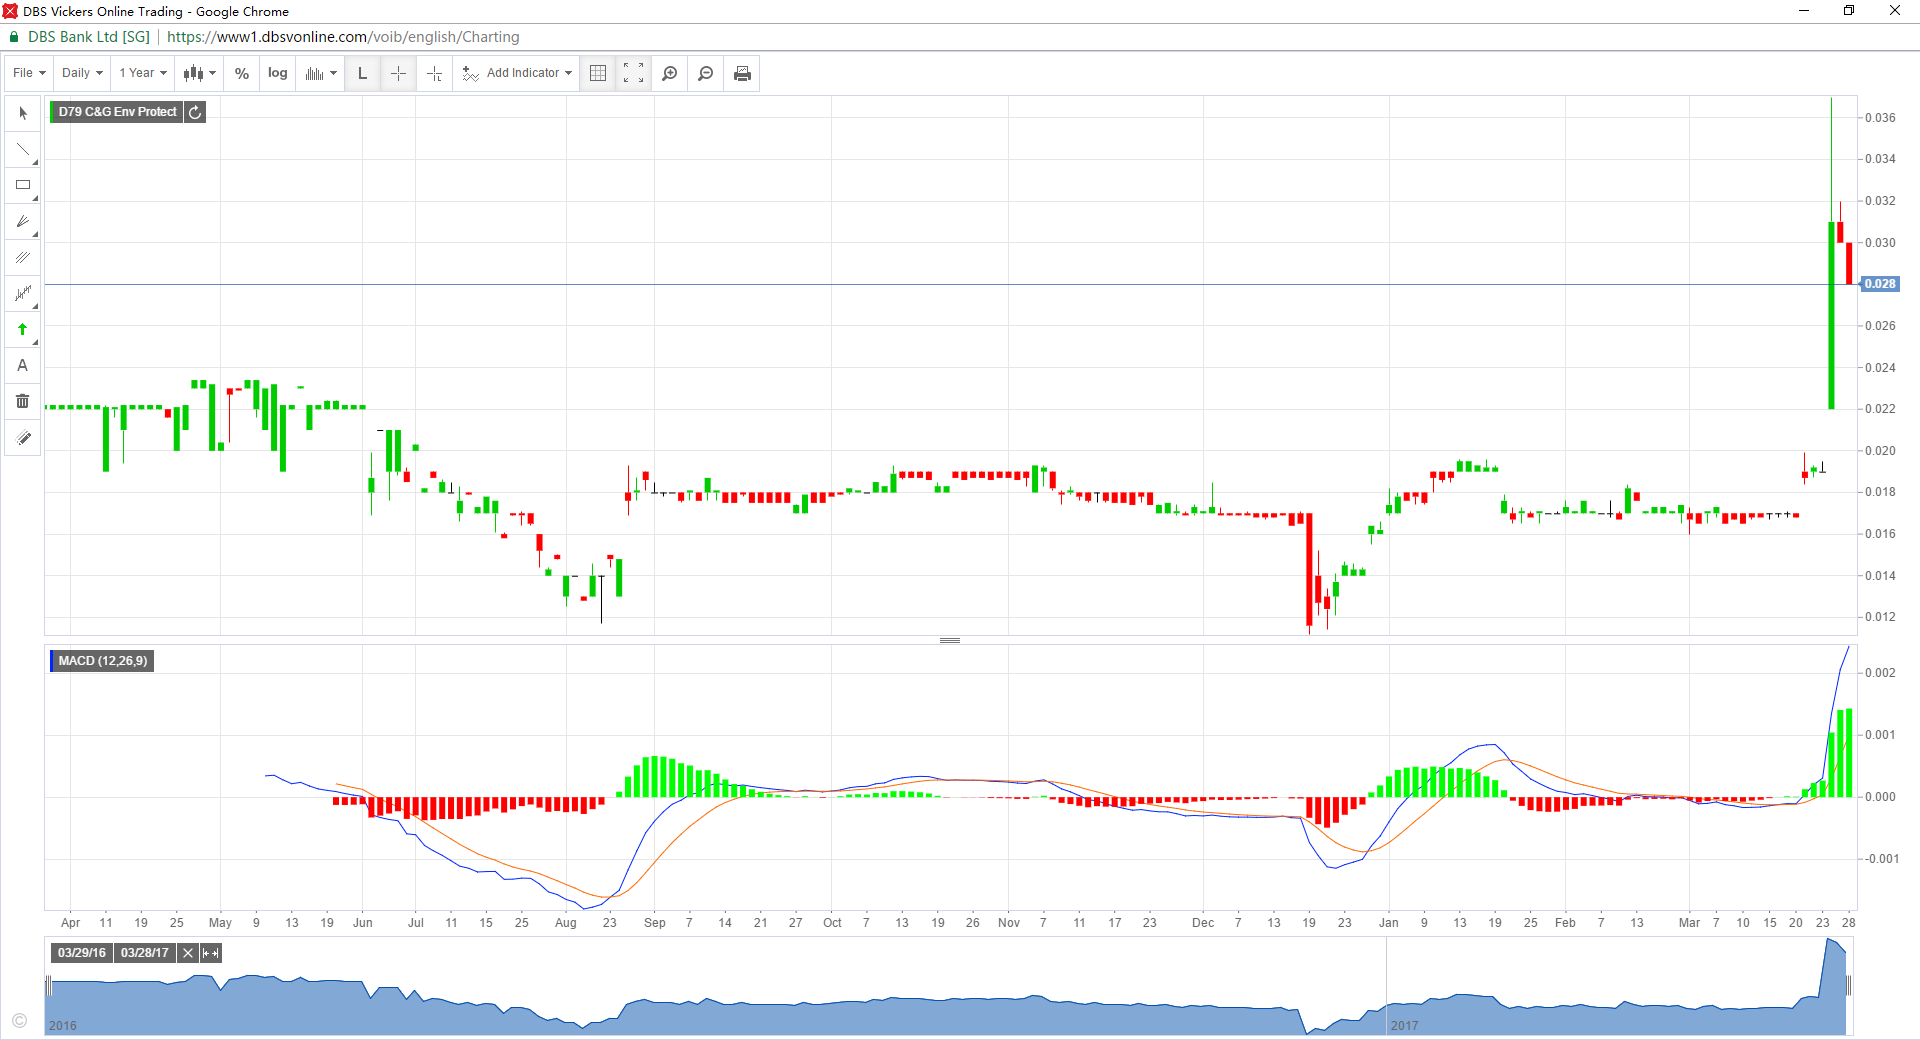 DBS Vickers Online Trading - Google Chrome
DBS Bank Ltd [SG] | https://www1.dbsvonline.com/voib/english/Charting
File Daily 1 Year % log L Add Indicator
D79 C&G Env Protect
A
0.036
0.034
0.032
0.030
0.028
0.026
0.024
0.022
0.020
0.018
0.016
0.014
0.012
MACD (12,26,9)
0.002
0.001
0.000
-0.001
Apr 11 19 25 May 9 13 19 Jun Jul 11 15 25 Aug 23 Sep 7 14 21 27 Oct 7 13 19 26 Nov 7 11 17 23 Dec 7 13 19 23 Jan 9 13 19 25 Feb 7 13 Mar 7 10 15 20 23 28
03/29/16 03/28/17
2016 2017
©